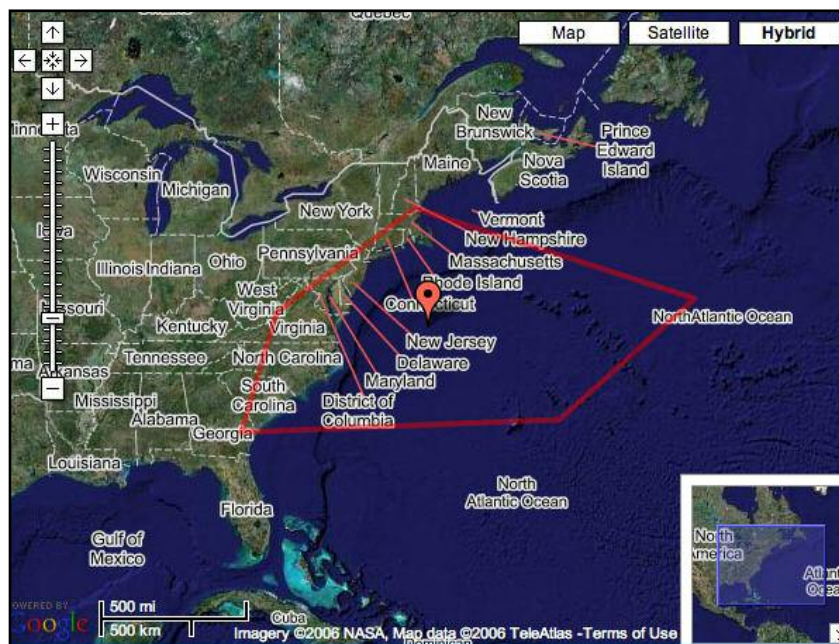 Map Satellite Hybrid
Quebec
New
Brunswick
Prince
Edward
Island
Maine
Nova
Scotia
Minnesota
Wisconsin
Michigan
New York
Vermont
New Hampshire
Massachusetts
Rhode Island
Connecticut
Pennsylvania
Iowa
Ohio
Illinois Indiana
West
Virginia
Missouri
Virginia
Kentucky
New Jersey
Delaware
Maryland
District of
Columbia
North Atlantic Ocean
Tennessee
North Carolina
Arkansas
South
Carolina
Mississippi
Alabama
Georgia
Louisiana
Florida
North
Atlantic Ocean
Gulf of
Mexico
North
America
Cuba
POWERED BY
Google
500 mi
500 km
Imagery ©2006 NASA, Map data ©2006 TeleAtlas - Terms of Use